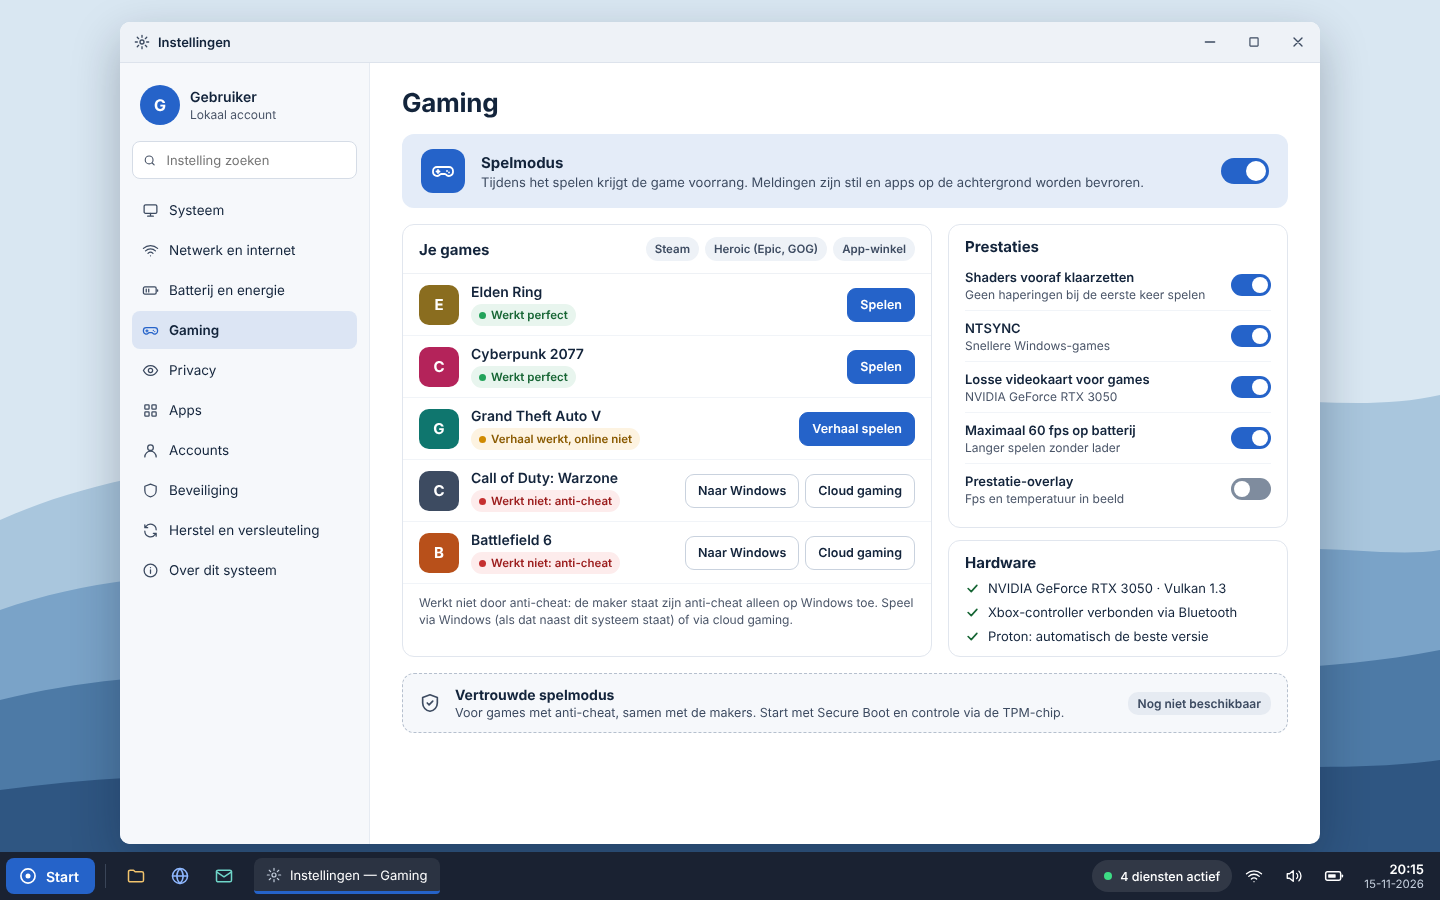 Instellingen
G
Gebruiker
Lokaal account
Instelling zoeken
Systeem
Netwerk en internet
Batterij en energie
Gaming
Privacy
Apps
Accounts
Beveiliging
Herstel en versleuteling
Over dit systeem
Gaming
Spelmodus
Tijdens het spelen krijgt de game voorrang. Meldingen zijn stil en apps op de achtergrond worden bevroren.
Je games
Steam
Heroic (Epic, GOG)
App-winkel
E
Elden Ring
Werkt perfect
Spelen
C
Cyberpunk 2077
Werkt perfect
Spelen
G
Grand Theft Auto V
Verhaal werkt, online niet
Verhaal spelen
C
Call of Duty: Warzone
Werkt niet: anti-cheat
Naar Windows
Cloud gaming
B
Battlefield 6
Werkt niet: anti-cheat
Naar Windows
Cloud gaming
Werkt niet door anti-cheat: de maker staat zijn anti-cheat alleen op Windows toe. Speel
via Windows (als dat naast dit systeem staat) of via cloud gaming.
Prestaties
Shaders vooraf klaarzetten
Geen haperingen bij de eerste keer spelen
NTSYNC
Snellere Windows-games
Losse videokaart voor games
NVIDIA GeForce RTX 3050
Maximaal 60 fps op batterij
Langer spelen zonder lader
Prestatie-overlay
Fps en temperatuur in beeld
Hardware
NVIDIA GeForce RTX 3050 · Vulkan 1.3
Xbox-controller verbonden via Bluetooth
Proton: automatisch de beste versie
Vertrouwde spelmodus
Voor games met anti-cheat, samen met de makers. Start met Secure Boot en controle via de TPM-chip.
Nog niet beschikbaar
Start
Instellingen — Gaming
4 diensten actief
20:15
15-11-2026